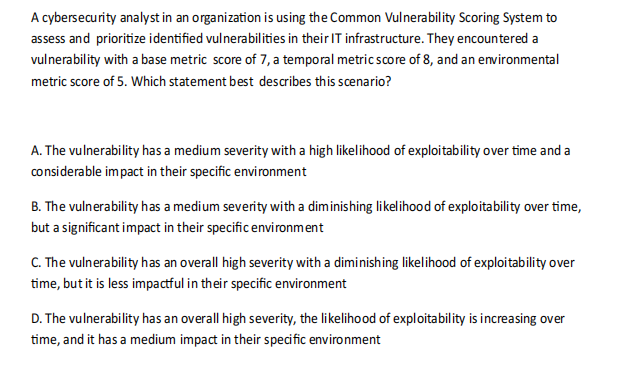 A cybersecurity analyst in an organization is using the Common Vulnerability Scoring System to
assess and prioritize identified vulnerabilities in their IT infrastructure. They encountered a
vulnerability with a base metric score of 7, a temporal metric score of 8, and an environmental
metric score of 5. Which statement best describes this scenario?
A. The vulnerability has a medium severity with a high likelihood of exploitability over time and a
considerable impact in their specific environment
B. The vulnerability has a medium severity with a diminishing likelihood of exploitability over time,
but a significant impact in their specific environment
C. The vulnerability has an overall high severity with a diminishing likelihood of exploitability over
time, but it is less impactful in their specific environment
D. The vulnerability has an overall high severity, the likelihood of exploitability is increasing over
time, and it has a medium impact in their specific environment